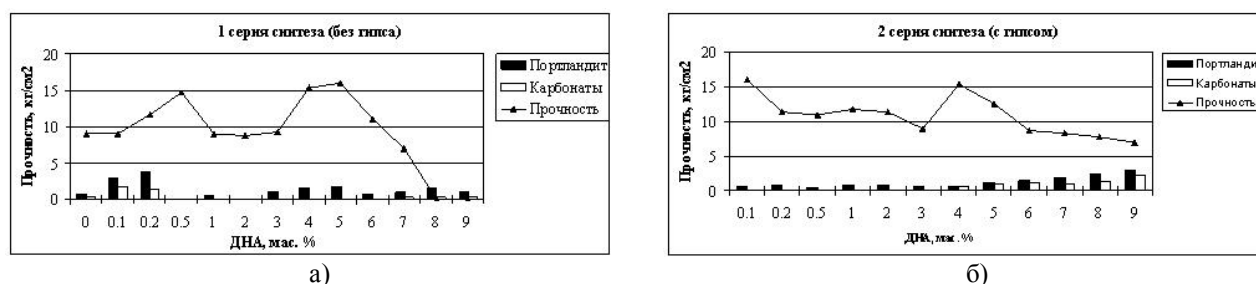 1 серия синтеза (без гипса)
Прочность, кг/см2
20
15
10
5
0
0 0.1 0.2 0.5 1 2 3 4 5 6 7 8 9
ДНА, мас. %
Портландит
Карбонаты
Прочность
а)
2 серия синтеза (с гипсом)
Прочность, кг/см2
20
15
10
5
0
0.1 0.2 0.5 1 2 3 4 5 6 7 8 9
ДНА, мас. %
Портландит
Карбонаты
Прочность
б)